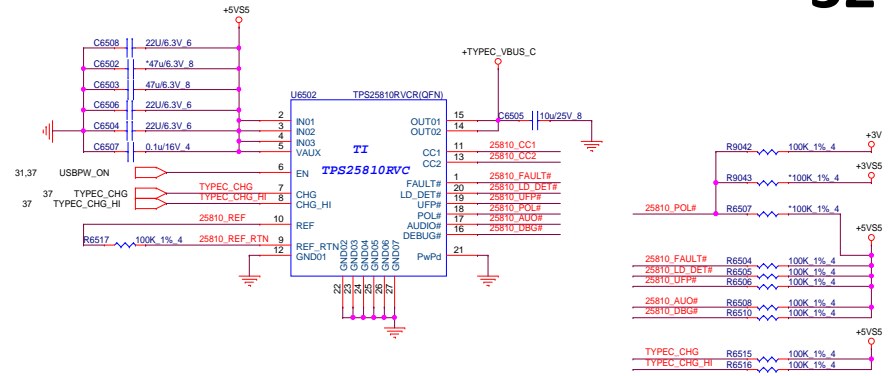 +5VS5
C6508 22U/6.3V_6
C6502 *47u/6.3V_8
C6503 47u/6.3V_8
C6506 22U/6.3V_6
C6504 22U/6.3V_6
C6507 0.1u/16V_4
+TYPEC_VBUS_C
C6505 10u/25V_8
U6502 TPS25810RVCR(QFN)
TI
TPS25810RVC
2 IN01
3 IN02
4 IN03
5 VAUX
6 EN
7 CHG
8 CHG_HI
10 REF
9 REF_RTN
12 GND01
OUT01 15
OUT02 14
CC1 11 25810_CC1
CC2 13 25810_CC2
FAULT# 1 25810_FAULT#
LD_DET# 20 25810_LD_DET#
UFP# 19 25810_UFP#
POL# 18 25810_POL#
AUDIO# 17 25810_AUO#
DEBUG# 16 25810_DBG#
PwPd 21
GND02 GND03 GND04 GND05 GND06 GND07
22 23 24 25 26 27
31,37 USBPW_ON
37 TYPEC_CHG TYPEC_CHG
37 TYPEC_CHG_HI TYPEC_CHG_HI
25810_REF
R6517 100K_1%_4 25810_REF_RTN
+3V
R9042 100K_1%_4
+3VS5
R9043 *100K_1%_4
25810_POL# R6507 *100K_1%_4
+5VS5
25810_FAULT# R6504 100K_1%_4
25810_LD_DET# R6505 100K_1%_4
25810_UFP# R6506 100K_1%_4
25810_AUO# R6508 100K_1%_4
25810_DBG# R6510 100K_1%_4
+5VS5
TYPEC_CHG R6515 100K_1%_4
TYPEC_CHG_HI R6516 100K_1%_4